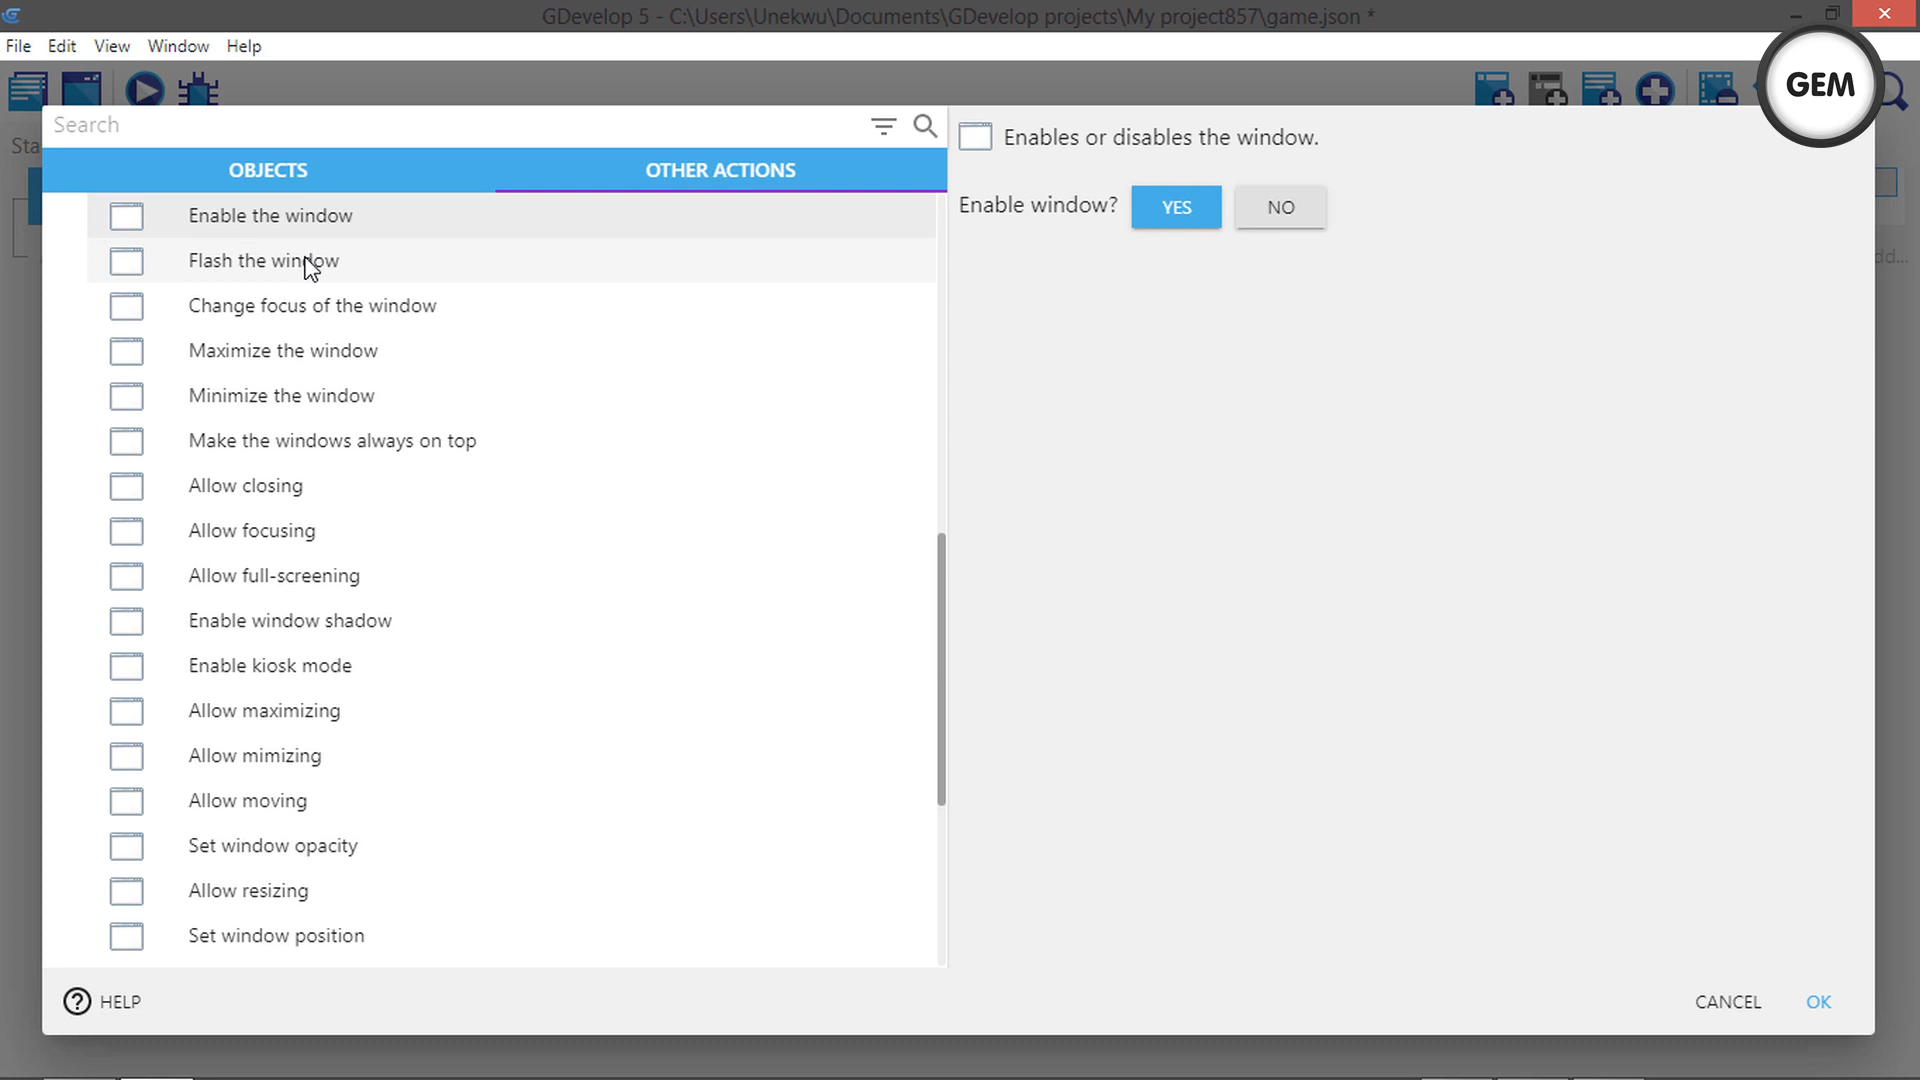 GDevelop 5 - C:\Users\Unekwu\Documents\GDevelop projects\My project857\game.json *
File Edit View Window Help
GEM
Sta
Search
OBJECTS
OTHER ACTIONS
Enable the window
Flash the window
Change focus of the window
Maximize the window
Minimize the window
Make the windows always on top
Allow closing
Allow focusing
Allow full-screening
Enable window shadow
Enable kiosk mode
Allow maximizing
Allow mimizing
Allow moving
Set window opacity
Allow resizing
Set window position
Enables or disables the window.
Enable window? YES NO
dd...
HELP
CANCEL OK